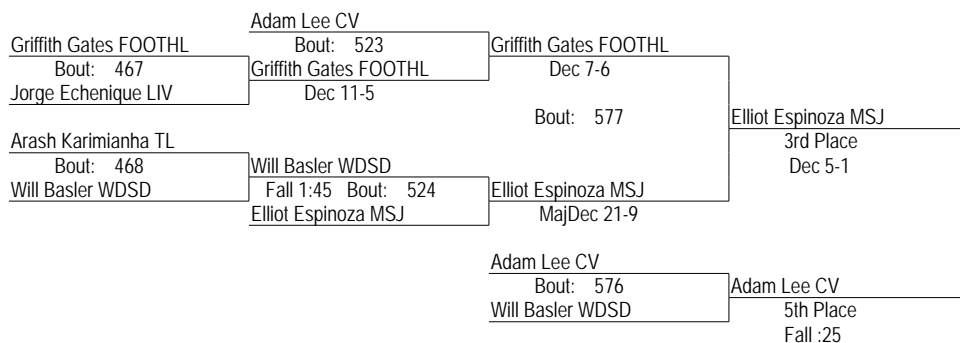 Adam Lee CV
Griffith Gates FOOTHL
Bout: 523
Griffith Gates FOOTHL
Bout: 467
Griffith Gates FOOTHL
Dec 7-6
Jorge Echenique LIV
Dec 11-5
Bout: 577
Elliot Espinoza MSJ
Arash Karimianha TL
3rd Place
Bout: 468
Will Basler WDSD
Dec 5-1
Will Basler WDSD
Fall 1:45 Bout: 524
Elliot Espinoza MSJ
Elliot Espinoza MSJ
MajDec 21-9
Adam Lee CV
Bout: 576
Adam Lee CV
Will Basler WDSD
5th Place
Fall :25